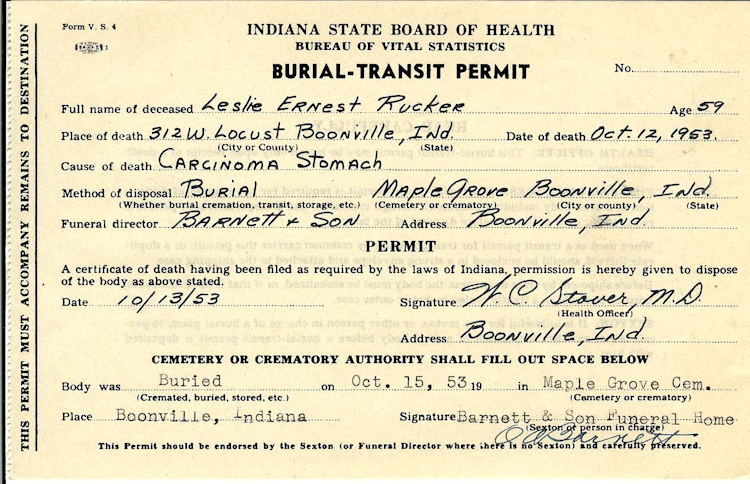 Form V. S. 4
INDIANA STATE BOARD OF HEALTH
BUREAU OF VITAL STATISTICS
BURIAL-TRANSIT PERMIT
No.
Full name of deceased Leslie Ernest Rucker Age 59
Place of death 312 W. Locust Boonville, Ind. Date of death Oct. 12, 1953.
(City or County) (State)
Cause of death Carcinoma Stomach
Method of disposal Burial Maple Grove Boonville, Ind.
(Whether burial cremation, transit, storage, etc.) (Cemetery or crematory) (City or county) (State)
Funeral director Barnett & Son Address Boonville, Ind.
PERMIT
A certificate of death having been filed as required by the laws of Indiana, permission is hereby given to dispose
of the body as above stated.
Date 10/13/53 Signature W. C. Stover, M.D.
(Health Officer)
Address Boonville, Ind.
CEMETERY OR CREMATORY AUTHORITY SHALL FILL OUT SPACE BELOW
Body was Buried on Oct. 15, 53 19 in Maple Grove Cem.
(Cremated, buried, stored, etc.) (Cemetery or crematory)
Place Boonville, Indiana Signature Barnett & Son Funeral Home
(Sexton or person in charge)
Barnett
This Permit should be endorsed by the Sexton (or Funeral Director where there is no Sexton) and carefully preserved.
THIS PERMIT MUST ACCOMPANY REMAINS TO DESTINATION